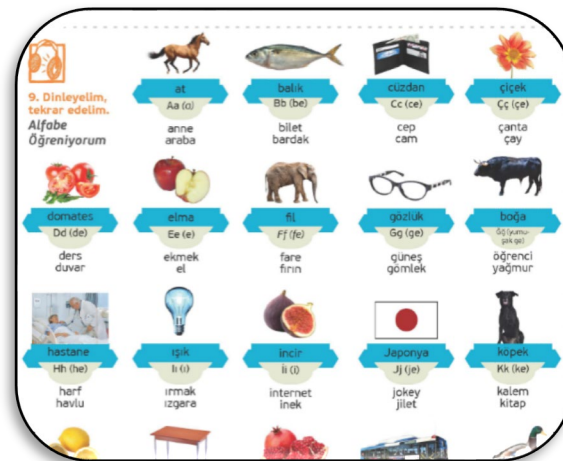 9. Dinleyelim,
tekrar edelim.
Alfabe
Öğreniyorum
at
Aa (a)
anne
araba
balık
Bb (be)
bilet
bardak
cüzdan
Cc (ce)
cep
cam
çiçek
Çç (çe)
çanta
çay
domates
Dd (de)
ders
duvar
elma
Ee (e)
ekmek
el
fil
Ff (fe)
fare
fırın
gözlük
Gg (ge)
güneş
gömlek
boğa
Ğğ (yumu-
şak ge)
öğrenci
yağmur
hastane
Hh (he)
harf
havlu
ışık
Iı (ı)
ırmak
ızgara
incir
İi (i)
internet
inek
Japonya
Jj (je)
jokey
jilet
köpek
Kk (ke)
kalem
kitap